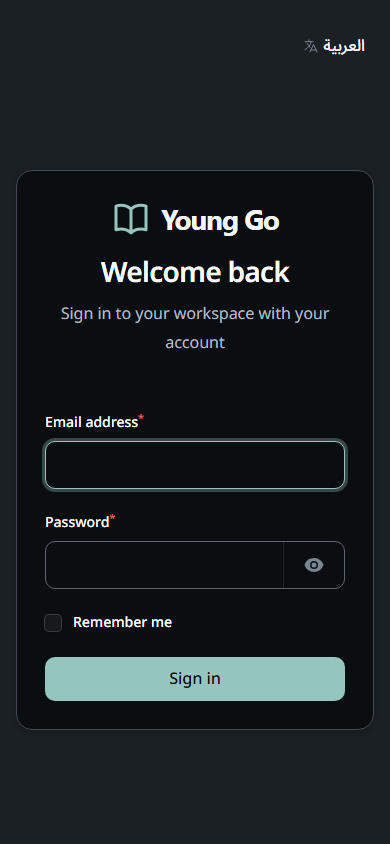 العربية
Young Go
Welcome back
Sign in to your workspace with your
account
Email address*
Password*
Remember me
Sign in